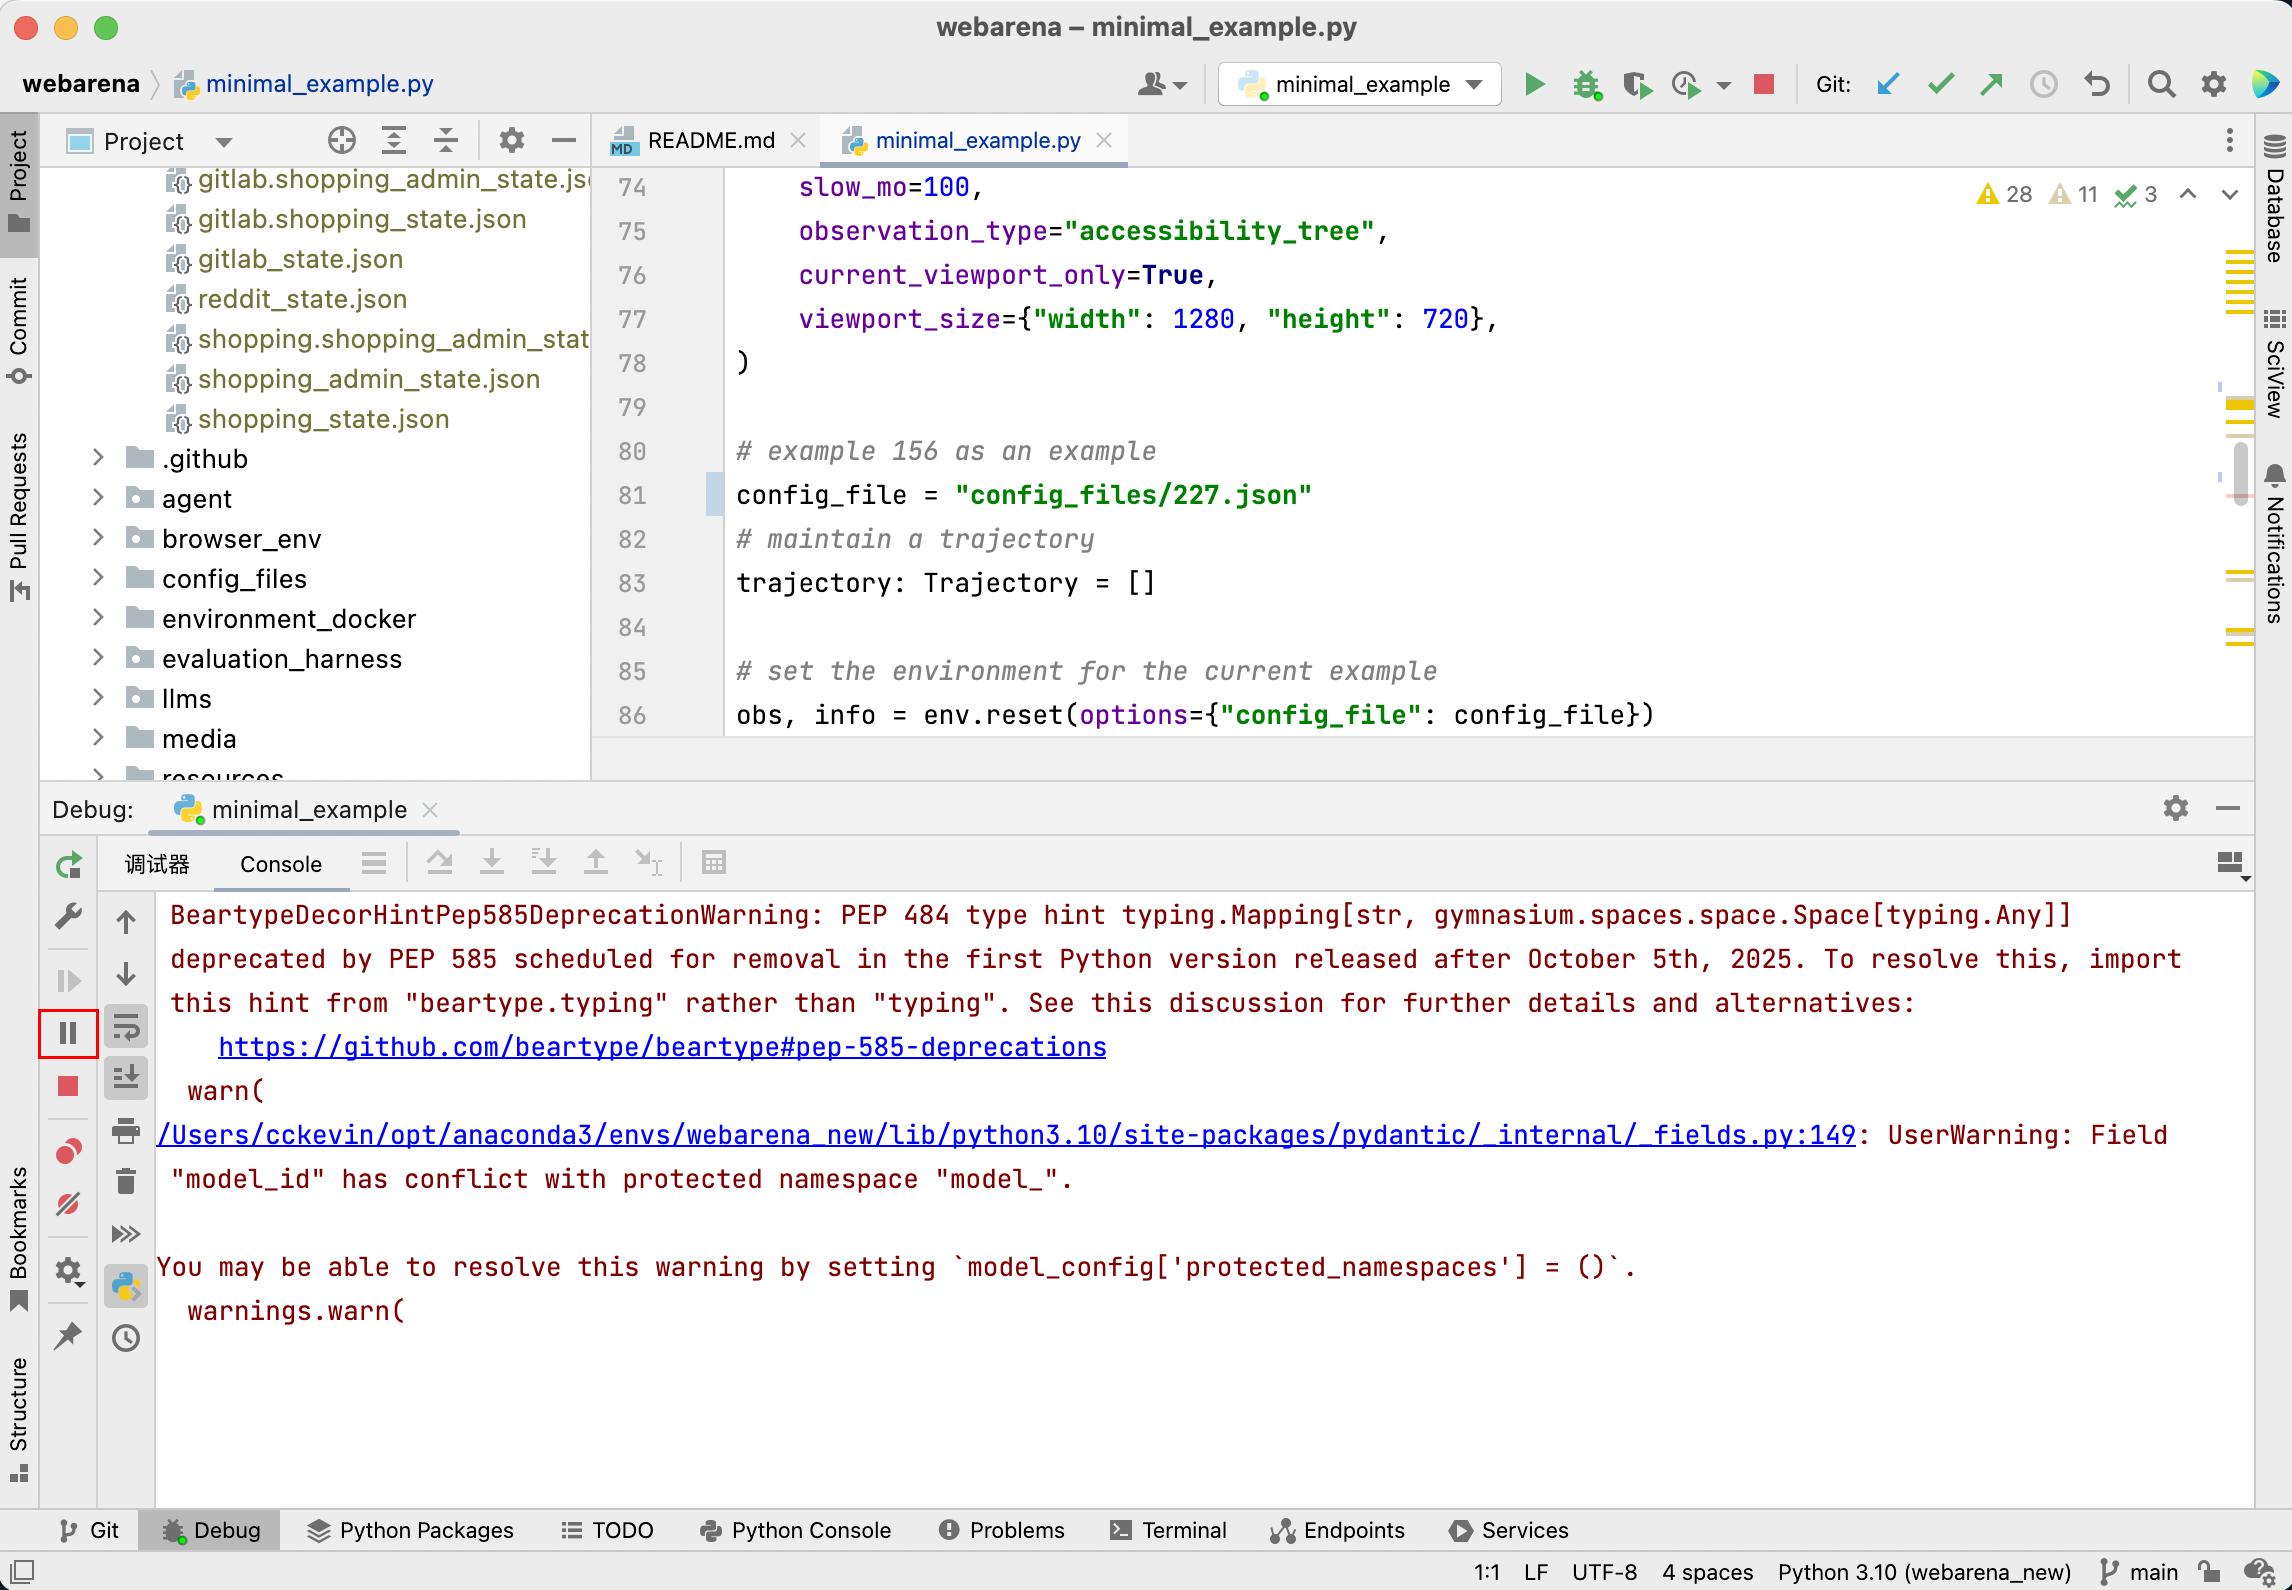 webarena – minimal_example.py
webarena
minimal_example.py
minimal_example
Git:
Project
README.md
minimal_example.py
Project
Commit
Pull Requests
Bookmarks
Structure
gitlab.shopping_admin_state.js
gitlab.shopping_state.json
gitlab_state.json
reddit_state.json
shopping.shopping_admin_stat
shopping_admin_state.json
shopping_state.json
.github
agent
browser_env
config_files
environment_docker
evaluation_harness
llms
media
resources
28 11 3
74 slow_mo=100,
75 observation_type="accessibility_tree",
76 current_viewport_only=True,
77 viewport_size={"width": 1280, "height": 720},
78 )
79
80 # example 156 as an example
81 config_file = "config_files/227.json"
82 # maintain a trajectory
83 trajectory: Trajectory = []
84
85 # set the environment for the current example
86 obs, info = env.reset(options={"config_file": config_file})
Database
SciView
Notifications
Debug:
minimal_example
调试器
Console
BeartypeDecorHintPep585DeprecationWarning: PEP 484 type hint typing.Mapping[str, gymnasium.spaces.space.Space[typing.Any]]
deprecated by PEP 585 scheduled for removal in the first Python version released after October 5th, 2025. To resolve this, import
this hint from "beartype.typing" rather than "typing". See this discussion for further details and alternatives:
https://github.com/beartype/beartype#pep-585-deprecations
warn(
/Users/cckevin/opt/anaconda3/envs/webarena_new/lib/python3.10/site-packages/pydantic/_internal/_fields.py:149: UserWarning: Field
"model_id" has conflict with protected namespace "model_".
You may be able to resolve this warning by setting `model_config['protected_namespaces'] = ()`.
warnings.warn(
Git
Debug
Python Packages
TODO
Python Console
Problems
Terminal
Endpoints
Services
1:1 LF UTF-8 4 spaces Python 3.10 (webarena_new) main